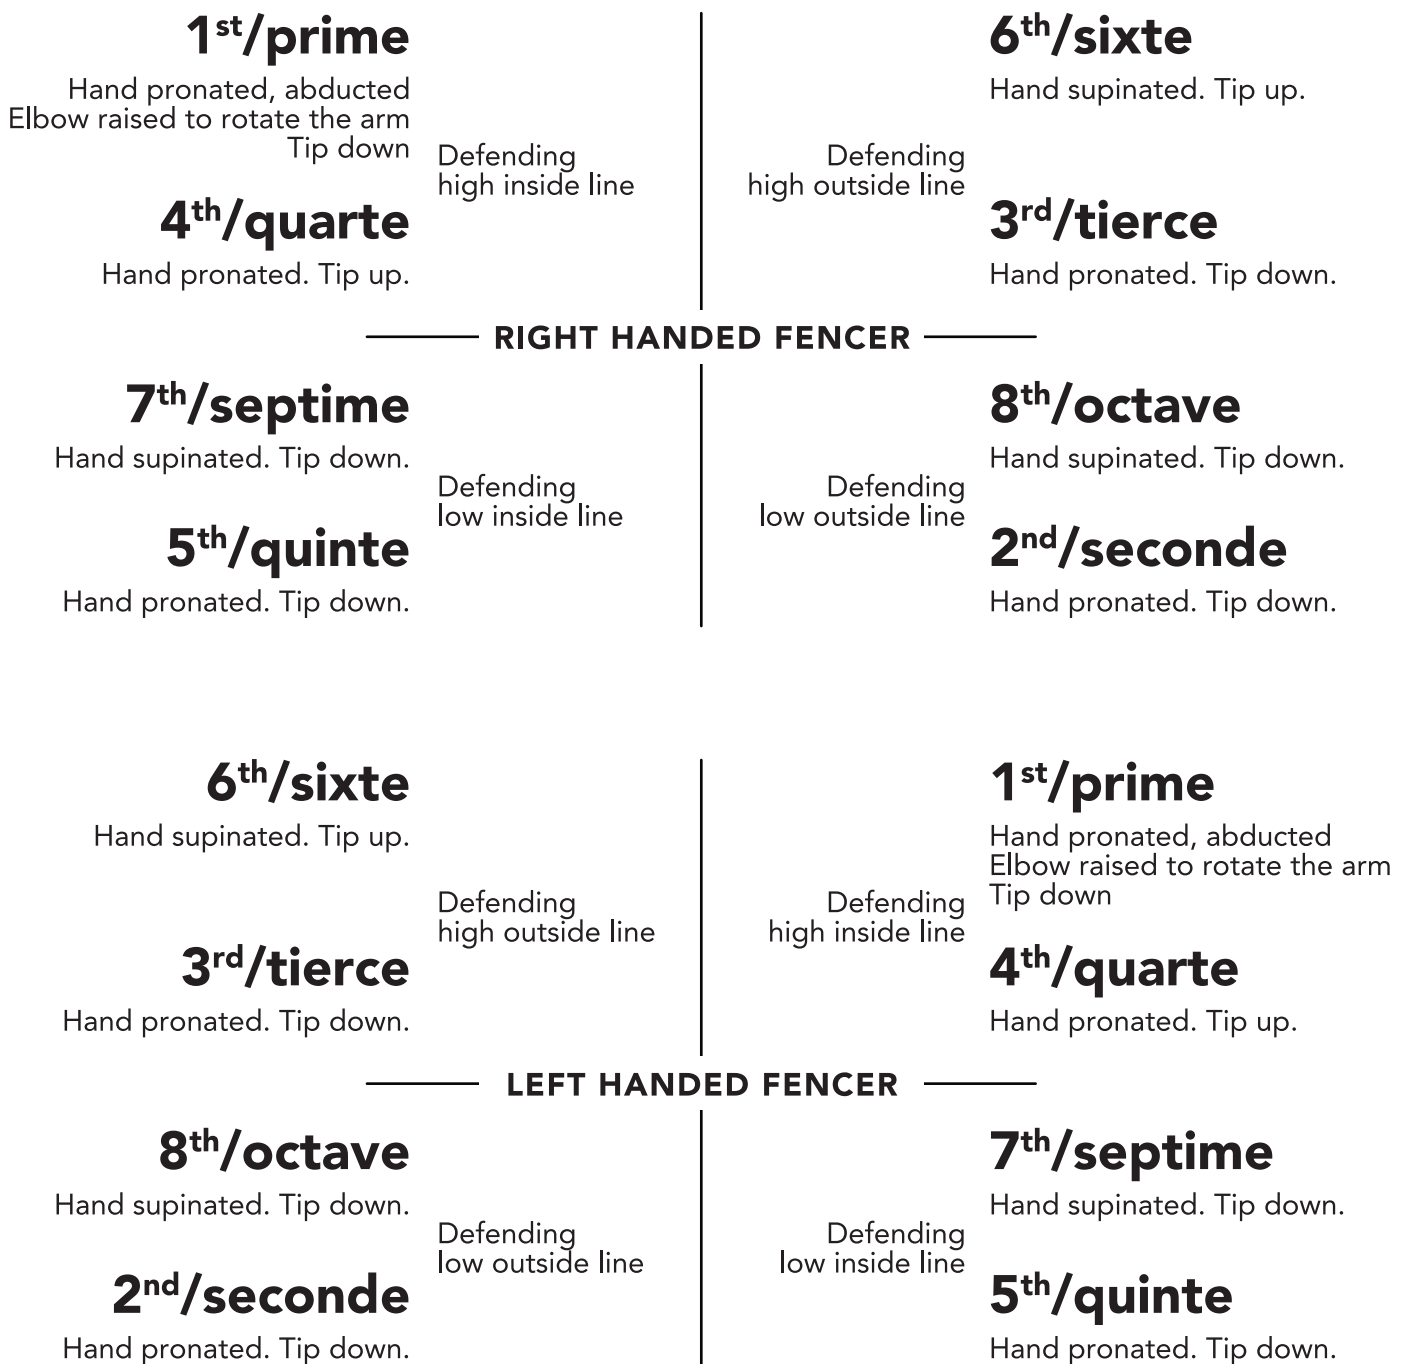 1st/prime
Hand pronated, abducted
Elbow raised to rotate the arm
Tip down
Defending
high inside line
4th/quarte
Hand pronated. Tip up.
6th/sixte
Hand supinated. Tip up.
Defending
high outside line
3rd/tierce
Hand pronated. Tip down.
RIGHT HANDED FENCER
7th/septime
Hand supinated. Tip down.
Defending
low inside line
5th/quinte
Hand pronated. Tip down.
8th/octave
Hand supinated. Tip down.
Defending
low outside line
2nd/seconde
Hand pronated. Tip down.
6th/sixte
Hand supinated. Tip up.
Defending
high outside line
3rd/tierce
Hand pronated. Tip down.
1st/prime
Hand pronated, abducted
Elbow raised to rotate the arm
Tip down
Defending
high inside line
4th/quarte
Hand pronated. Tip up.
LEFT HANDED FENCER
8th/octave
Hand supinated. Tip down.
Defending
low outside line
2nd/seconde
Hand pronated. Tip down.
7th/septime
Hand supinated. Tip down.
Defending
low inside line
5th/quinte
Hand pronated. Tip down.